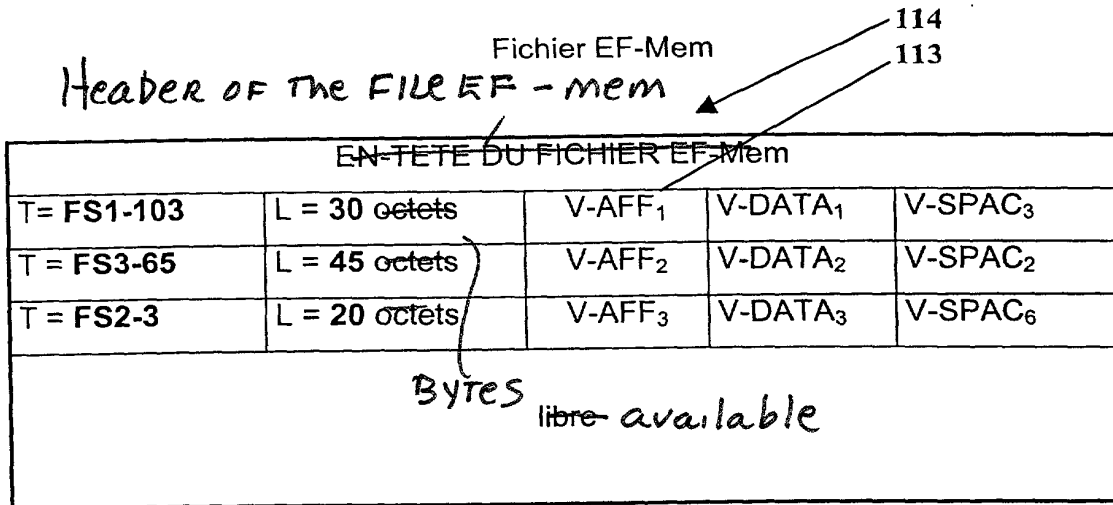 114
Fichier EF-Mem
113
Header of The File EF-mem
EN-TETE DU FICHIER EF-Mem
T= FS1-103 L = 30 octets V-AFF₁ V-DATA₁ V-SPAC₃
T = FS3-65 L = 45 octets V-AFF₂ V-DATA₂ V-SPAC₂
T = FS2-3 L = 20 octets V-AFF₃ V-DATA₃ V-SPAC₆
Bytes
libre available